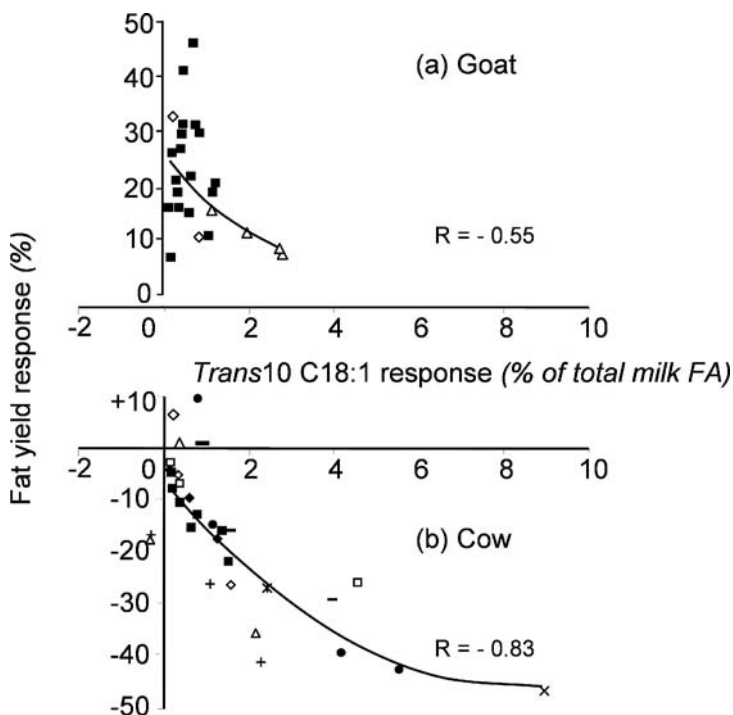 50
(a) Goat
40
30
20
R = - 0.55
10
0
-2 0 2 4 6 8 10
Trans10 C18:1 response (% of total milk FA)
Fat yield response (%)
+10
-2 0 2 4 6 8 10
-10
-20
(b) Cow
-30
R = - 0.83
-40
-50